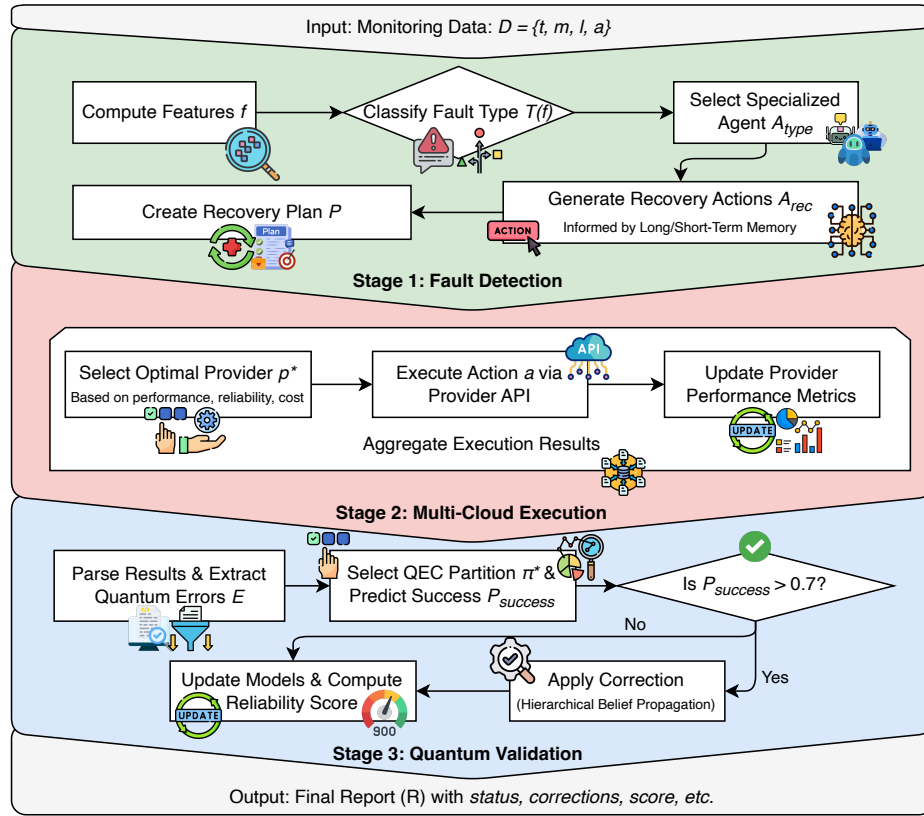 Input: Monitoring Data: D = {t, m, l, a}
Compute Features f
Classify Fault Type T(f)
Select Specialized
Agent A_type
Generate Recovery Actions A_rec
Informed by Long/Short-Term Memory
ACTION
Create Recovery Plan P
Plan
Stage 1: Fault Detection
Select Optimal Provider p*
Based on performance, reliability, cost
Execute Action a via
Provider API
API
Update Provider
Performance Metrics
UPDATE
Aggregate Execution Results
Stage 2: Multi-Cloud Execution
Parse Results & Extract
Quantum Errors E
Select QEC Partition π* &
Predict Success P_success
Is P_success > 0.7?
No
Yes
Apply Correction
(Hierarchical Belief Propagation)
Update Models & Compute
Reliability Score
UPDATE
900
Stage 3: Quantum Validation
Output: Final Report (R) with status, corrections, score, etc.